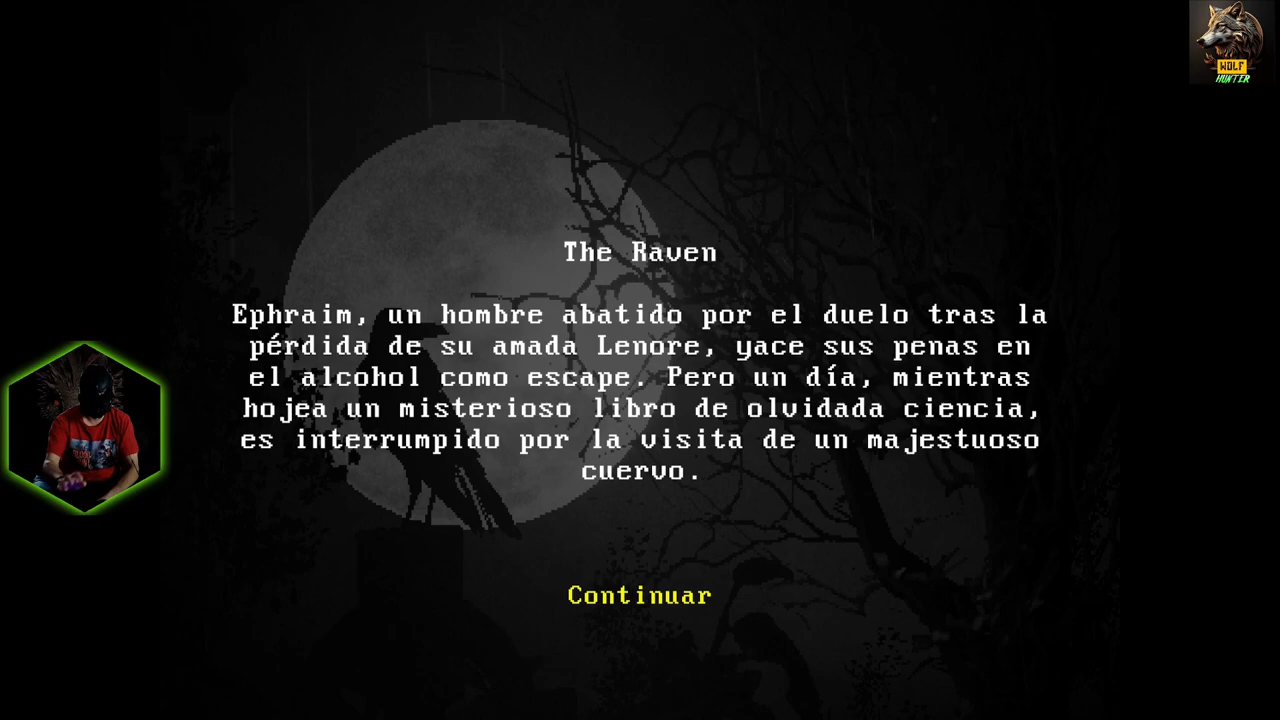 WOLF
HUNTER
The Raven
Ephraim, un hombre abatido por el duelo tras la
pérdida de su amada Lenore, yace sus penas en
el alcohol como escape. Pero un día, mientras
hojea un misterioso libro de olvidada ciencia,
es interrumpido por la visita de un majestuoso
cuervo.
Continuar